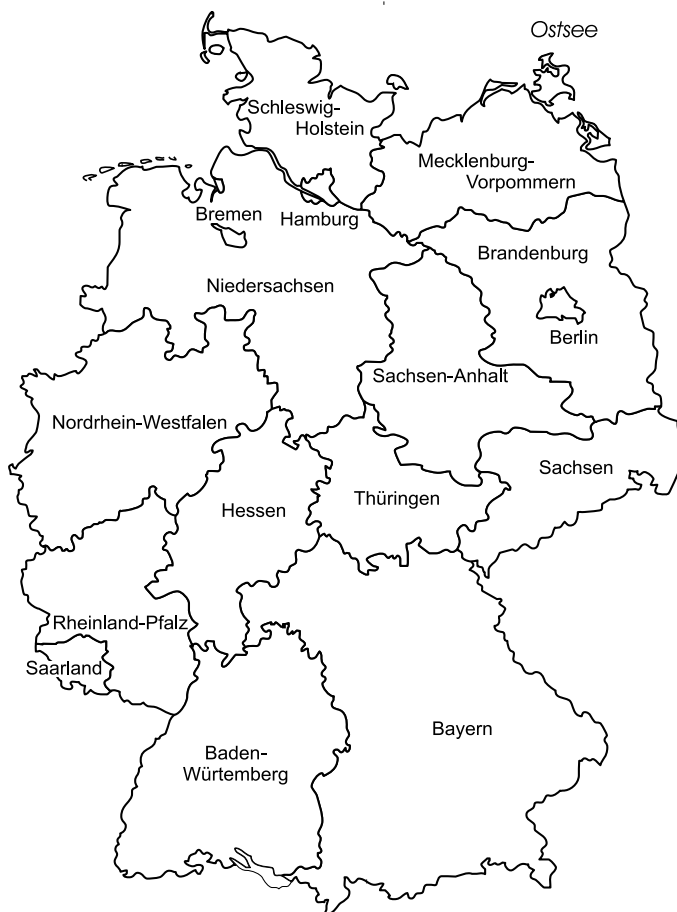 Ostsee
Schleswig-
Holstein
Mecklenburg-
Vorpommern
Bremen
Hamburg
Brandenburg
Niedersachsen
Berlin
Sachsen-Anhalt
Nordrhein-Westfalen
Sachsen
Thüringen
Hessen
Rheinland-Pfalz
Saarland
Bayern
Baden-
Würtemberg